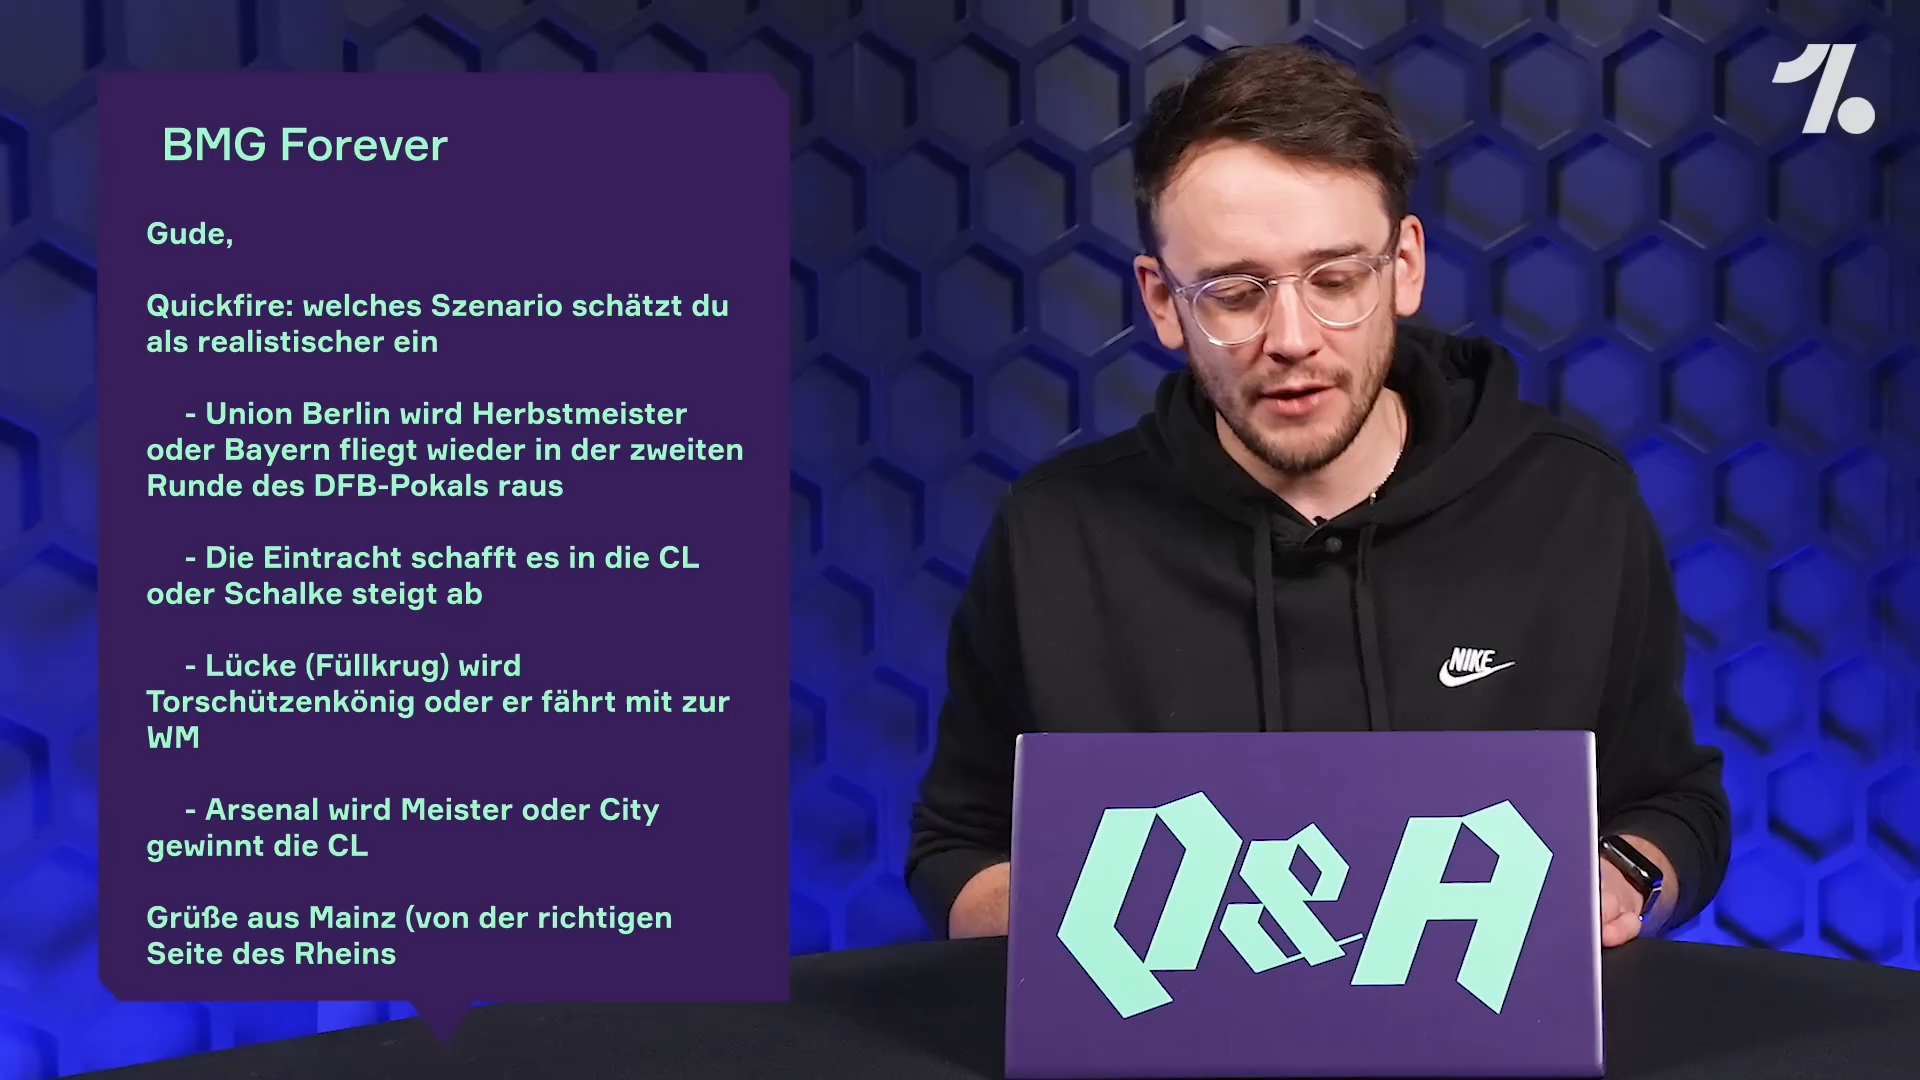 BMG Forever
Gude,
Quickfire: welches Szenario schätzt du
als realistischer ein
- Union Berlin wird Herbstmeister
oder Bayern fliegt wieder in der zweiten
Runde des DFB-Pokals raus
- Die Eintracht schafft es in die CL
oder Schalke steigt ab
- Lücke (Füllkrug) wird
Torschützenkönig oder er fährt mit zur
WM
- Arsenal wird Meister oder City
gewinnt die CL
Grüße aus Mainz (von der richtigen
Seite des Rheins
NIKE
Q&A
1.